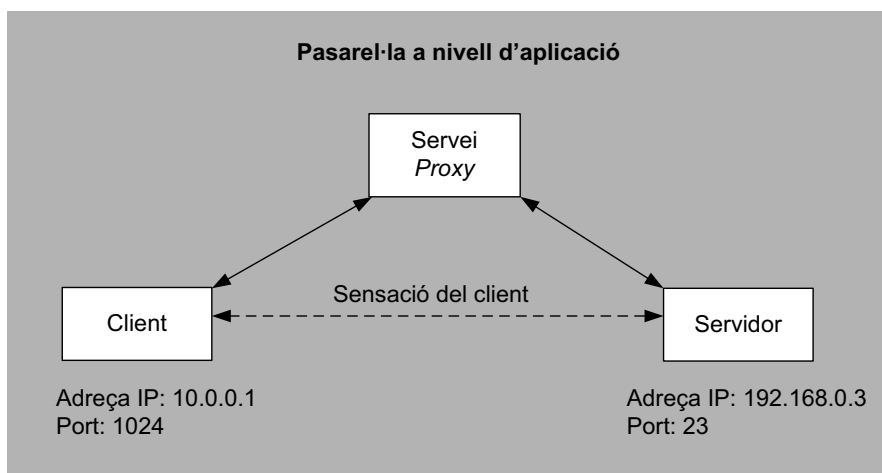 Pasarel·la a nivell d’aplicació
Servei
Proxy
Sensació del client
Client
Servidor
Adreça IP: 10.0.0.1
Port: 1024
Adreça IP: 192.168.0.3
Port: 23